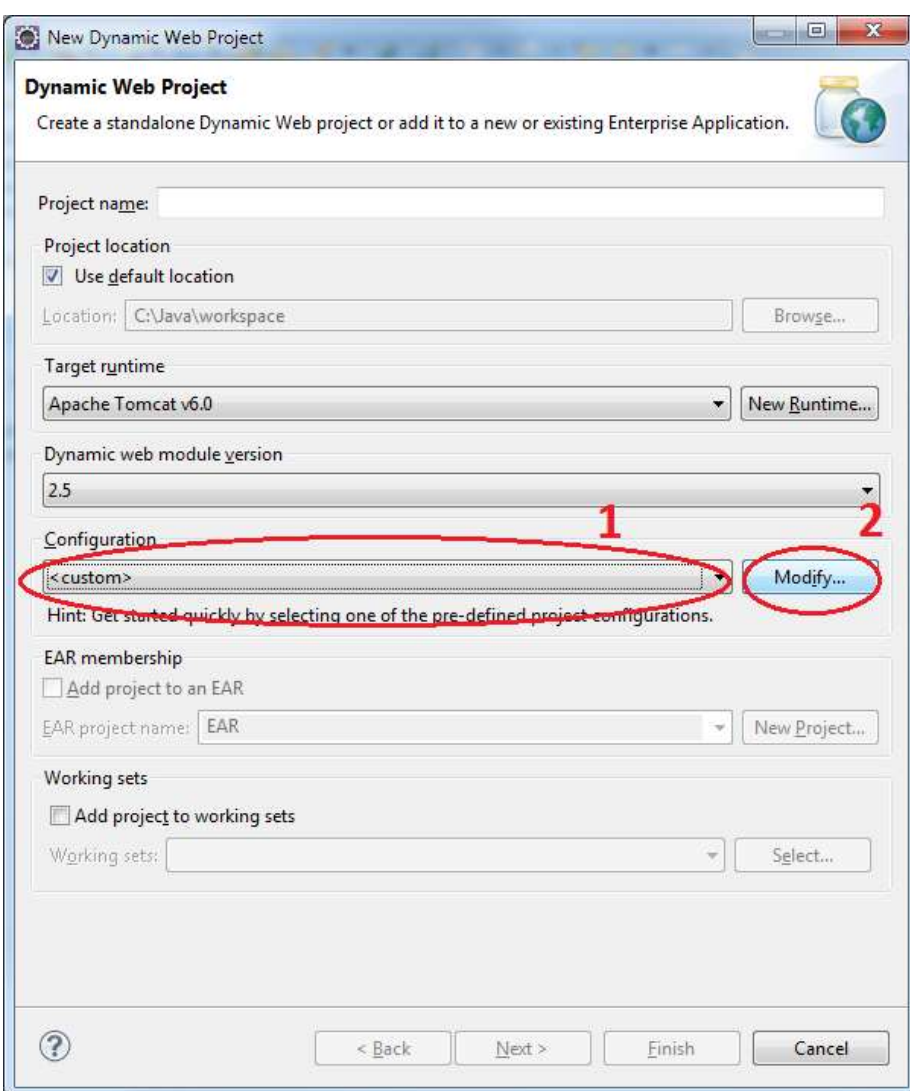 New Dynamic Web Project
Dynamic Web Project
Create a standalone Dynamic Web project or add it to a new or existing Enterprise Application.
Project name:
Project location
Use default location
Location: C:\Java\workspace Browse...
Target runtime
Apache Tomcat v6.0 New Runtime...
Dynamic web module version
2.5
1 2
Configuration
<custom> Modify...
Hint: Get started quickly by selecting one of the pre-defined project configurations.
EAR membership
Add project to an EAR
EAR project name: EAR New Project...
Working sets
Add project to working sets
Working sets: Select...
? < Back Next > Finish Cancel